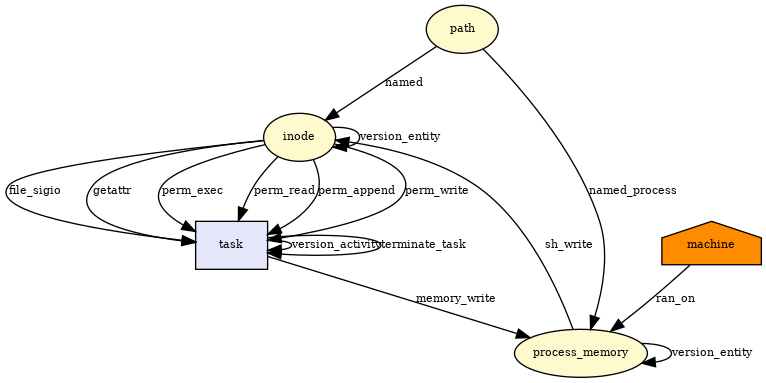 path
named
inode
version_entity
file_sigio
getattr
perm_exec
perm_read
perm_append
perm_write
named_process
task
version_activity
terminate_task
sh_write
machine
memory_write
ran_on
process_memory
version_entity